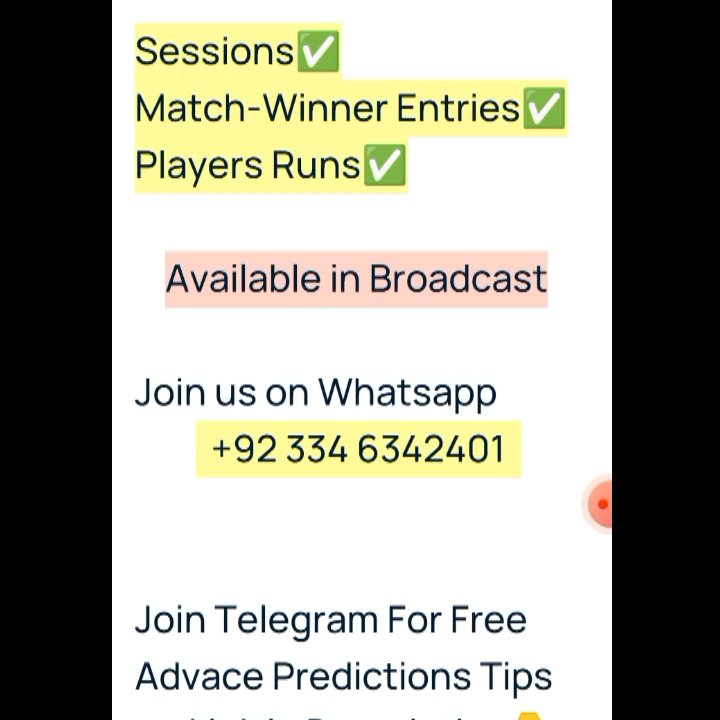 Sessions✅
Match-Winner Entries✅
Players Runs✅
Available in Broadcast
Join us on Whatsapp
+92 334 6342401
Join Telegram For Free
Advace Predictions Tips